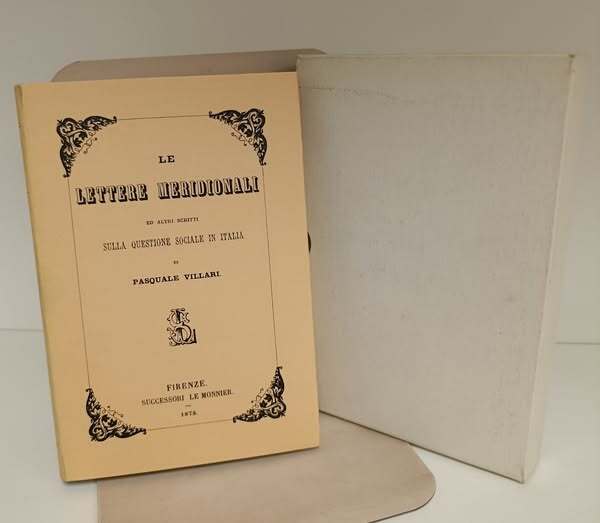 LE
LETTERE MERIDIONALI
ED ALTRI SCRITTI
SULLA QUESTIONE SOCIALE IN ITALIA
DI
PASQUALE VILLARI.
FIRENZE.
SUCCESSORI LE MONNIER.
1878.